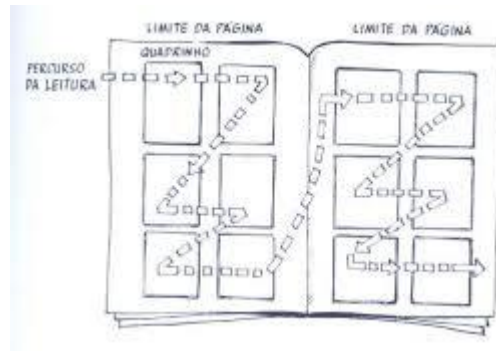 LIMITE DA PÁGINA
LIMITE DA PÁGINA
QUADRINHO
PERCURSO
DA LEITURA